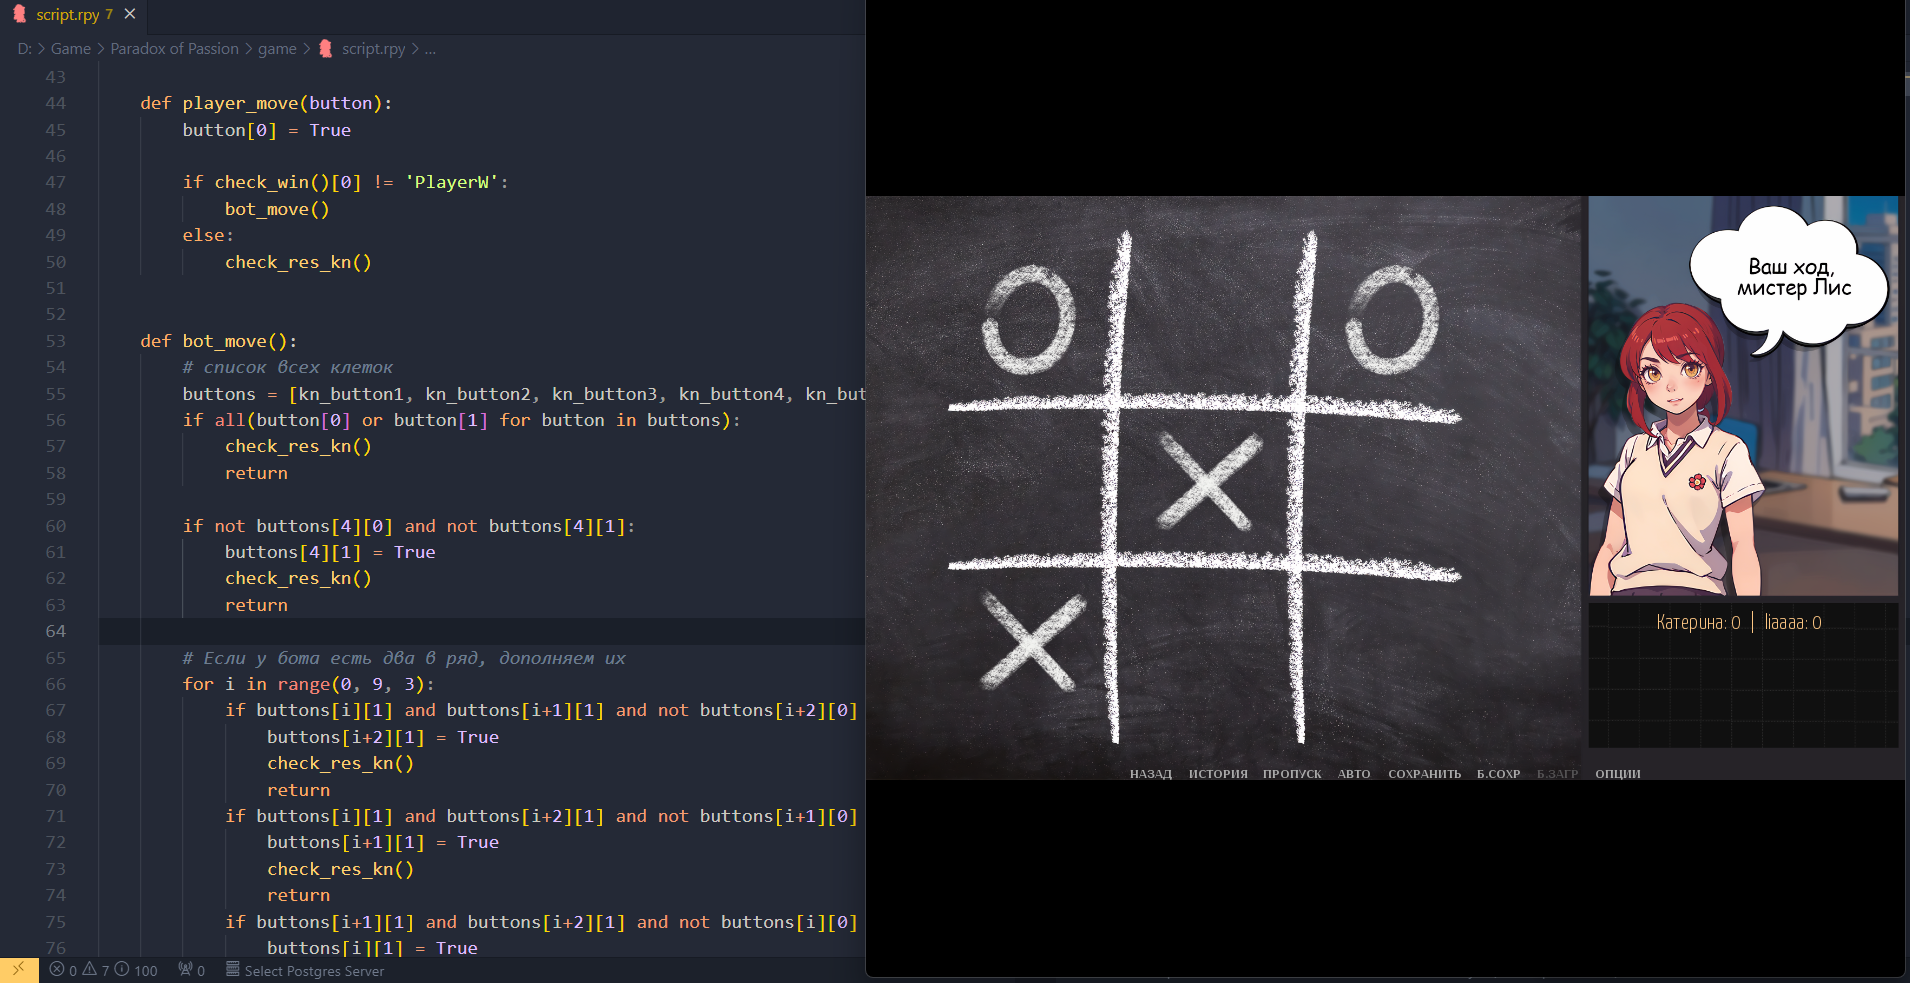 script.rpy 7
D: > Game > Paradox of Passion > game > script.rpy > ...
43
44 def player_move(button):
45 button[0] = True
46
47 if check_win()[0] != 'PlayerW':
48 bot_move()
49 else:
50 check_res_kn()
51
52
53 def bot_move():
54 # список всех клеток
55 buttons = [kn_button1, kn_button2, kn_button3, kn_button4, kn_but
56 if all(button[0] or button[1] for button in buttons):
57 check_res_kn()
58 return
59
60 if not buttons[4][0] and not buttons[4][1]:
61 buttons[4][1] = True
62 check_res_kn()
63 return
64
65 # Если у бота есть два в ряд, дополняем их
66 for i in range(0, 9, 3):
67 if buttons[i][1] and buttons[i+1][1] and not buttons[i+2][0]
68 buttons[i+2][1] = True
69 check_res_kn()
70 return
71 if buttons[i][1] and buttons[i+2][1] and not buttons[i+1][0]
72 buttons[i+1][1] = True
73 check_res_kn()
74 return
75 if buttons[i+1][1] and buttons[i+2][1] and not buttons[i][0]
76 buttons[i][1] = True
0 7 100 0 Select Postgres Server
Ваш ход,
мистер Лис
Катерина: 0 | liaaaa: 0
НАЗАД ИСТОРИЯ ПРОПУСК АВТО СОХРАНИТЬ Б.СОХР Б.ЗАГР ОПЦИИ